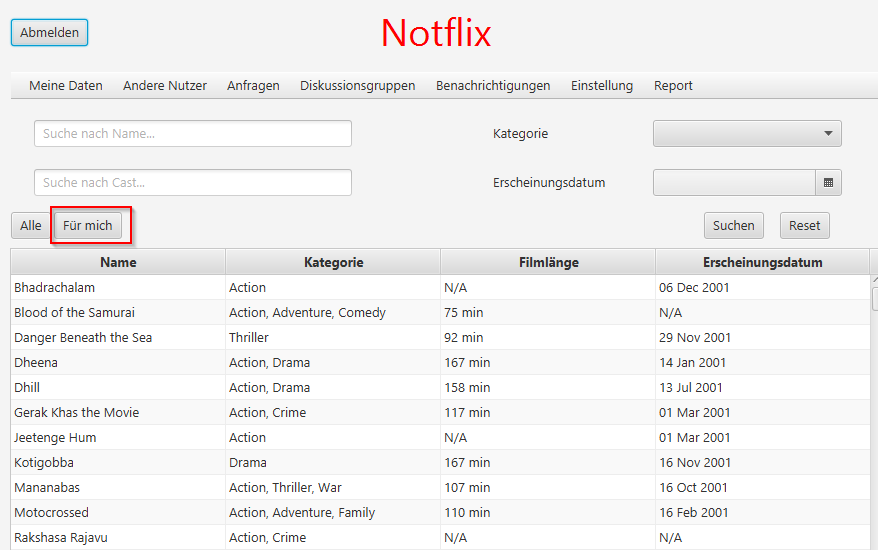 Abmelden
Notflix
Meine Daten Andere Nutzer Anfragen Diskussionsgruppen Benachrichtigungen Einstellung Report
Suche nach Name... Kategorie
Suche nach Cast... Erscheinungsdatum
Alle Für mich Suchen Reset
Name Kategorie Filmlänge Erscheinungsdatum
Bhadrachalam Action N/A 06 Dec 2001
Blood of the Samurai Action, Adventure, Comedy 75 min N/A
Danger Beneath the Sea Thriller 92 min 29 Nov 2001
Dheena Action, Drama 167 min 14 Jan 2001
Dhill Action, Drama 158 min 13 Jul 2001
Gerak Khas the Movie Action, Crime 117 min 01 Mar 2001
Jeetenge Hum Action N/A 01 Mar 2001
Kotigobba Drama 167 min 16 Nov 2001
Mananabas Action, Thriller, War 107 min 16 Oct 2001
Motocrossed Action, Adventure, Family 110 min 16 Feb 2001
Rakshasa Rajavu Action, Crime N/A N/A